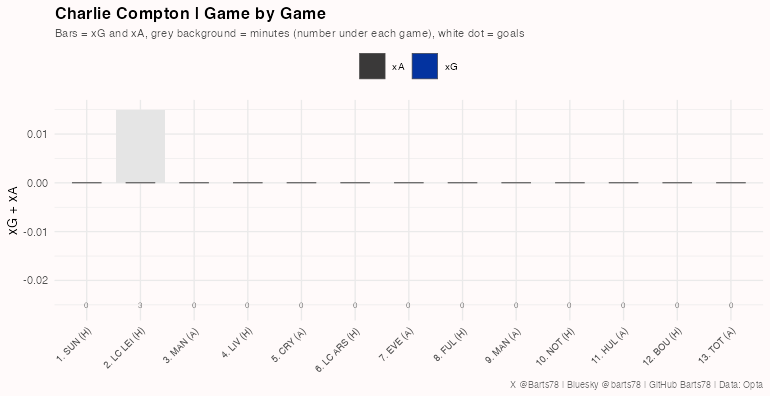 Charlie Compton | Game by Game
Bars = xG and xA, grey background = minutes (number under each game), white dot = goals
xA xG
xG + xA
0.01
0.00
-0.01
-0.02
0 3 0 0 0 0 0 0 0 0 0 0 0
1. SUN (H)
2. LC LEI (H)
3. MAN (A)
4. LIV (H)
5. CRY (A)
6. LC ARS (H)
7. EVE (A)
8. FUL (H)
9. MAN (A)
10. NOT (H)
11. HUL (A)
12. BOU (H)
13. TOT (A)
X @Barts78 | Bluesky @barts78 | GitHub Barts78 | Data: Opta